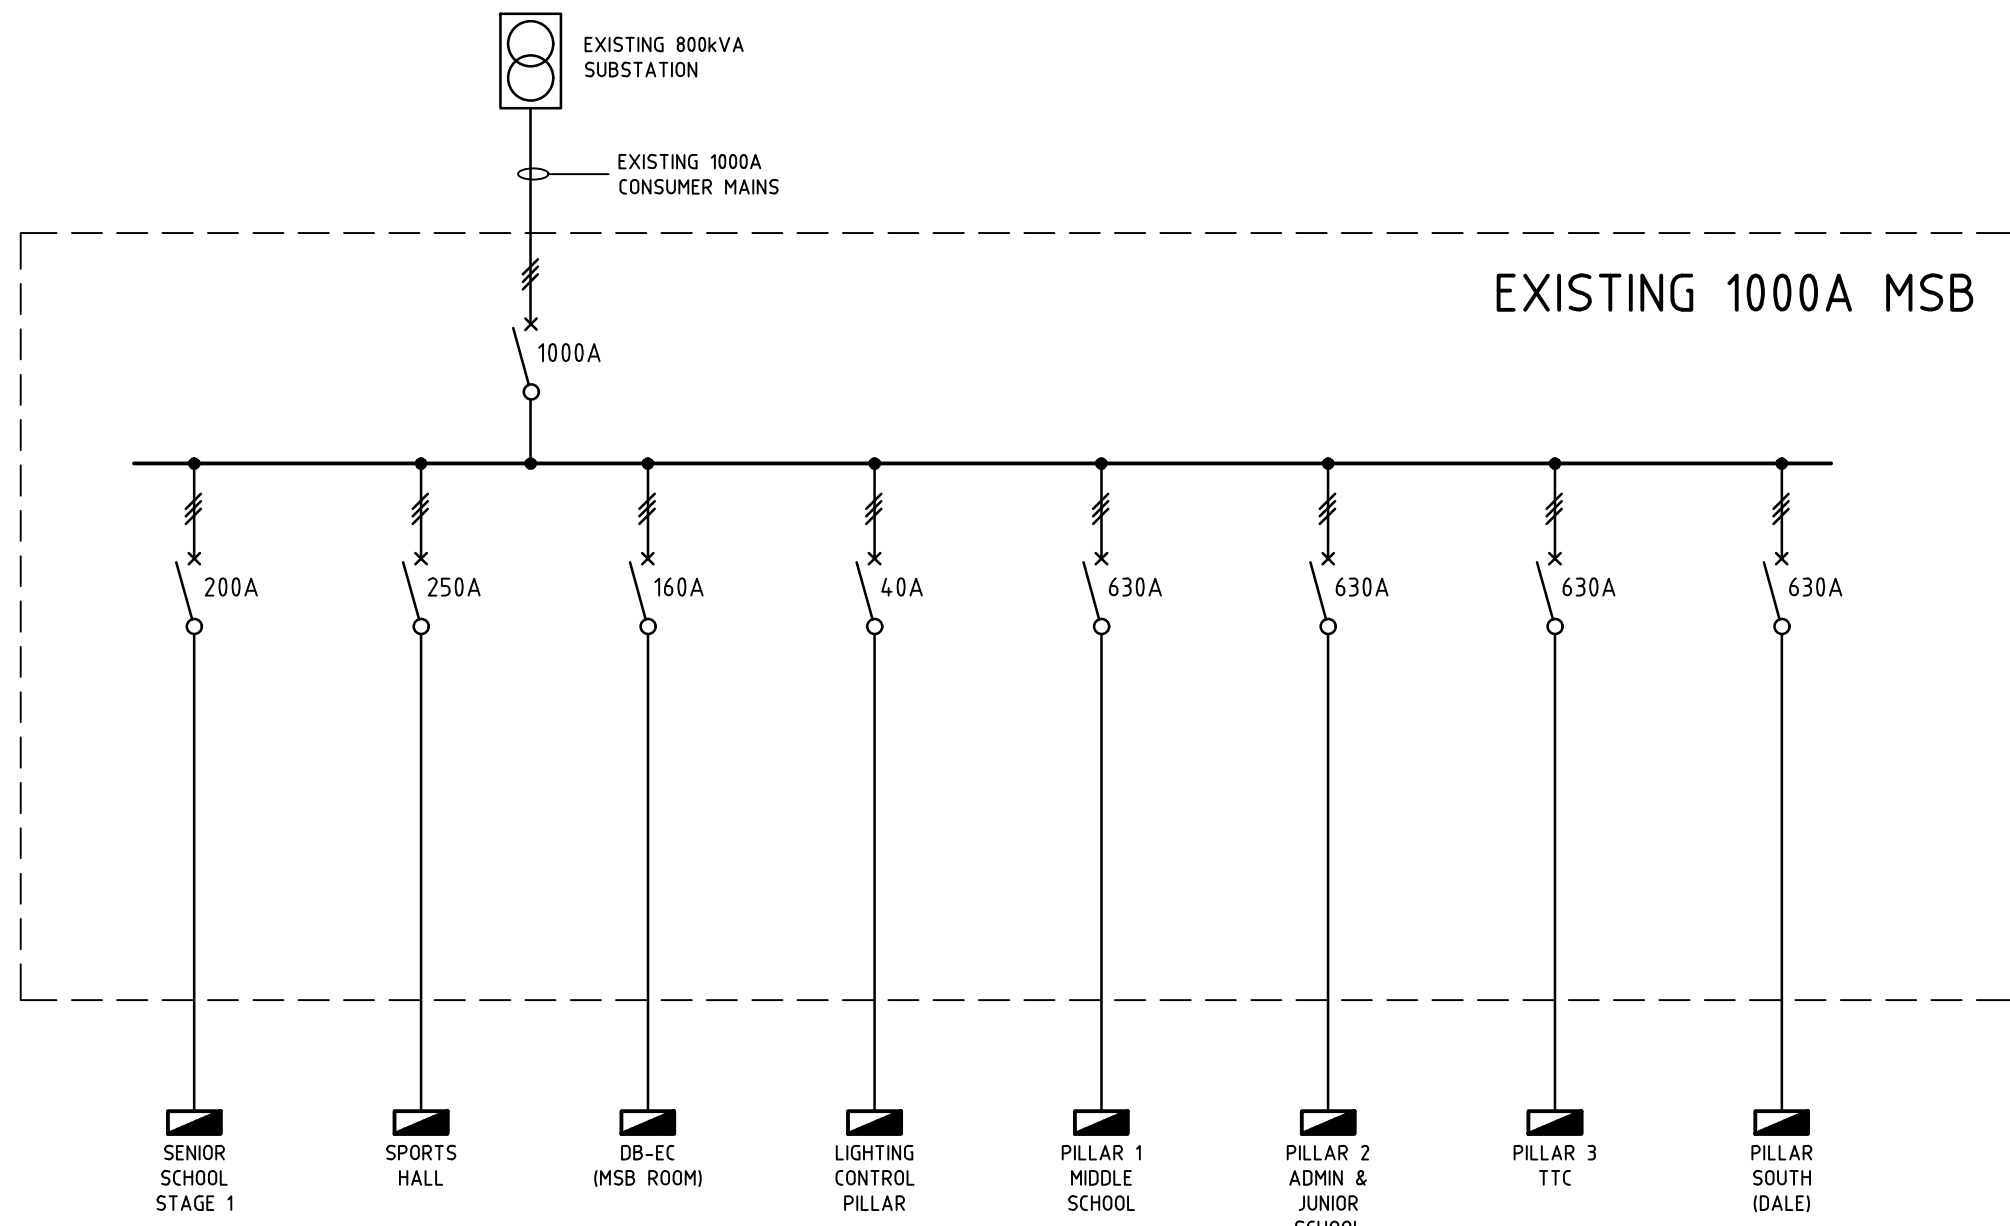 EXISTING 800kVA
SUBSTATION
EXISTING 1000A
CONSUMER MAINS
EXISTING 1000A MSB
1000A
200A
250A
160A
40A
630A
630A
630A
630A
SENIOR
SCHOOL
STAGE 1
SPORTS
HALL
DB-EC
(MSB ROOM)
LIGHTING
CONTROL
PILLAR
PILLAR 1
MIDDLE
SCHOOL
PILLAR 2
ADMIN &
JUNIOR
SCHOOL
PILLAR 3
TTC
PILLAR
SOUTH
(DALE)